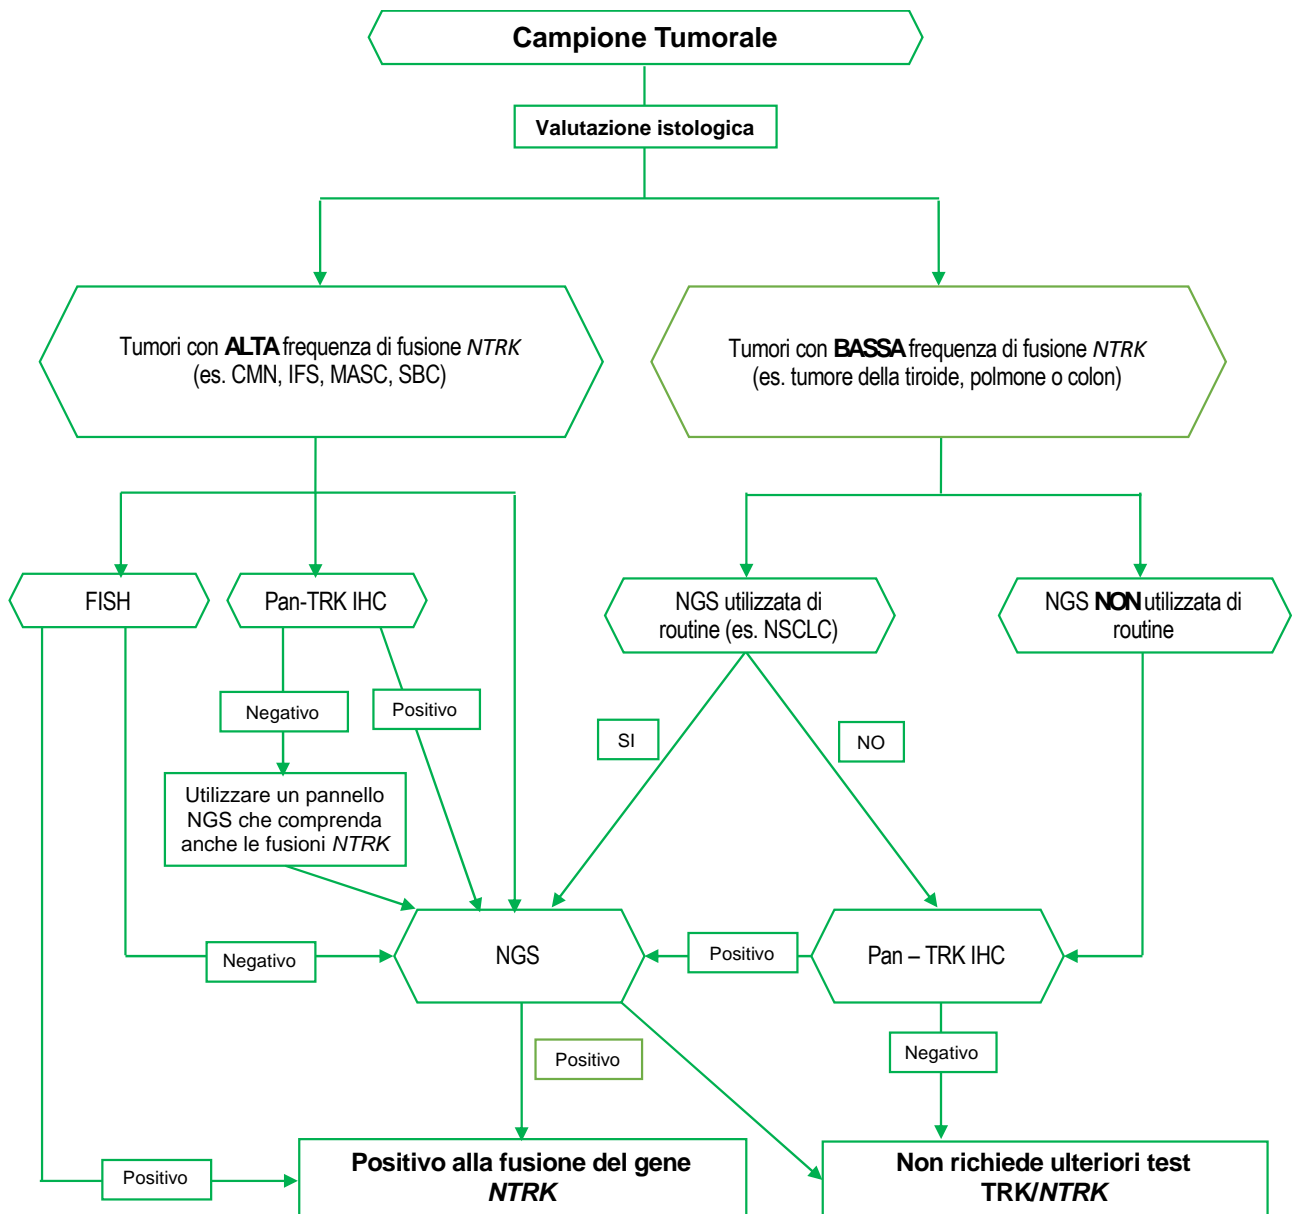 Campione Tumorale
Valutazione istologica
Tumori con ALTA frequenza di fusione NTRK
(es. CMN, IFS, MASC, SBC)
Tumori con BASSA frequenza di fusione NTRK
(es. tumore della tiroide, polmone o colon)
FISH
Pan-TRK IHC
NGS utilizzata di
routine (es. NSCLC)
NGS NON utilizzata di
routine
Negativo
Positivo
SI
NO
Utilizzare un pannello
NGS che comprenda
anche le fusioni NTRK
Negativo
NGS
Positivo
Pan – TRK IHC
Positivo
Negativo
Positivo
Positivo alla fusione del gene
NTRK
Non richiede ulteriori test
TRK/NTRK